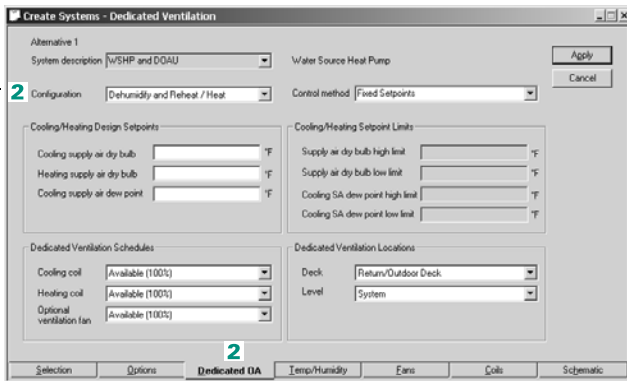 Create Systems - Dedicated Ventilation
Alternative 1
System description WSHP and DOAU Water Source Heat Pump Apply
Cancel
2 Configuration Dehumidify and Reheat / Heat Control method Fixed Setpoints
Cooling/Heating Design Setpoints Cooling/Heating Setpoint Limits
Cooling supply air dry bulb °F Supply air dry bulb high limit °F
Heating supply air dry bulb °F Supply air dry bulb low limit °F
Cooling supply air dew point °F Cooling SA dew point high limit °F
Cooling SA dew point low limit °F
Dedicated Ventilation Schedules Dedicated Ventilation Locations
Cooling coil Available (100%) Deck Return/Outdoor Deck
Heating coil Available (100%) Level System
Optional ventilation fan Available (100%)
2
Selection Options Dedicated OA Temp/Humidity Fans Coils Schematic